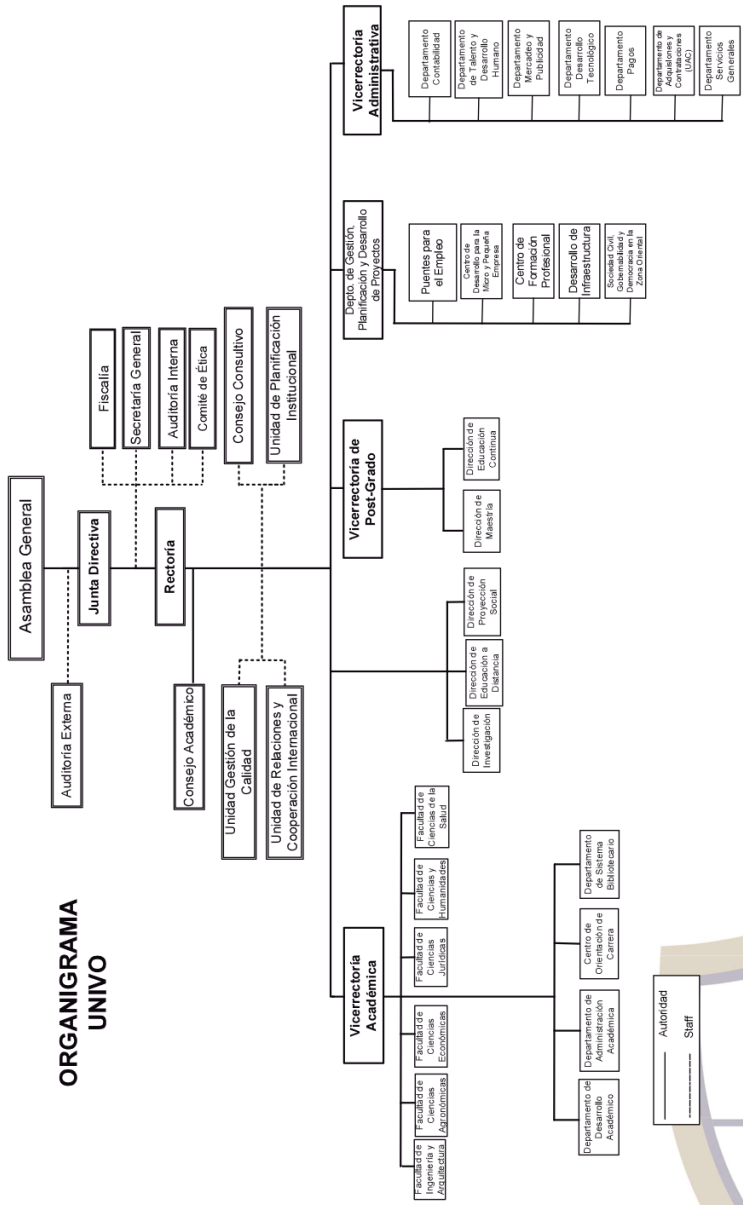 ORGANIGRAMA
UNIVO
Asamblea General
Auditoría Externa
Junta Directiva
Fiscalía
Secretaría General
Auditoría Interna
Comité de Ética
Rectoría
Consejo Académico
Unidad Gestión de la
Calidad
Unidad de Relaciones y
Cooperación Internacional
Consejo Consultivo
Unidad de Planificación
Institucional
Vicerrectoría
Académica
Facultad de
Ingeniería y
Arquitectura
Facultad de
Ciencias
Agronómicas
Facultad de
Ciencias
Económicas
Facultad de
Ciencias
Jurídicas
Facultad de
Ciencias y
Humanidades
Facultad de
Ciencias de la
Salud
Departamento de
Desarrollo
Académico
Departamento de
Administración
Académica
Centro de
Orientación de
Carrera
Departamento
de Sistema
Bibliotecario
Dirección de
Investigación
Dirección de
Educación a
Distancia
Dirección de
Proyección
Social
Vicerrectoría de
Post-Grado
Dirección de
Maestría
Dirección de
Educación
Continua
Depto. de Gestión,
Planificación y Desarrollo
de Proyectos
Puentes para
el Empleo
Centro de
Desarrollo para la
Micro y Pequeña
Empresa
Centro de
Formación
Profesional
Desarrollo de
Infraestructura
Sociedad Civil,
Gobernabilidad y
Democracia en la
Zona Oriental
Vicerrectoría
Administrativa
Departamento
Contabilidad
Departamento
de Talento y
Desarrollo
Humano
Departamento
Mercadeo y
Publicidad
Departamento
Desarrollo
Tecnológico
Departamento
Pagos
Departamento de
Adquisiones y
Contrataciones
(UAC)
Departamento
Servicios
Generales
Autoridad
Staff